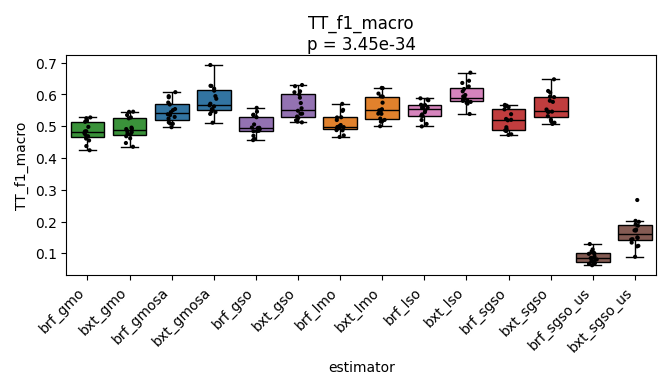 TT_f1_macro
p = 3.45e-34
TT_f1_macro
0.7
0.6
0.5
0.4
0.3
0.2
0.1
brf_gmo
bxt_gmo
brf_gmosa
bxt_gmosa
brf_gso
bxt_gso
brf_lmo
bxt_lmo
brf_lso
bxt_lso
brf_sgso
bxt_sgso
brf_sgso_us
bxt_sgso_us
estimator